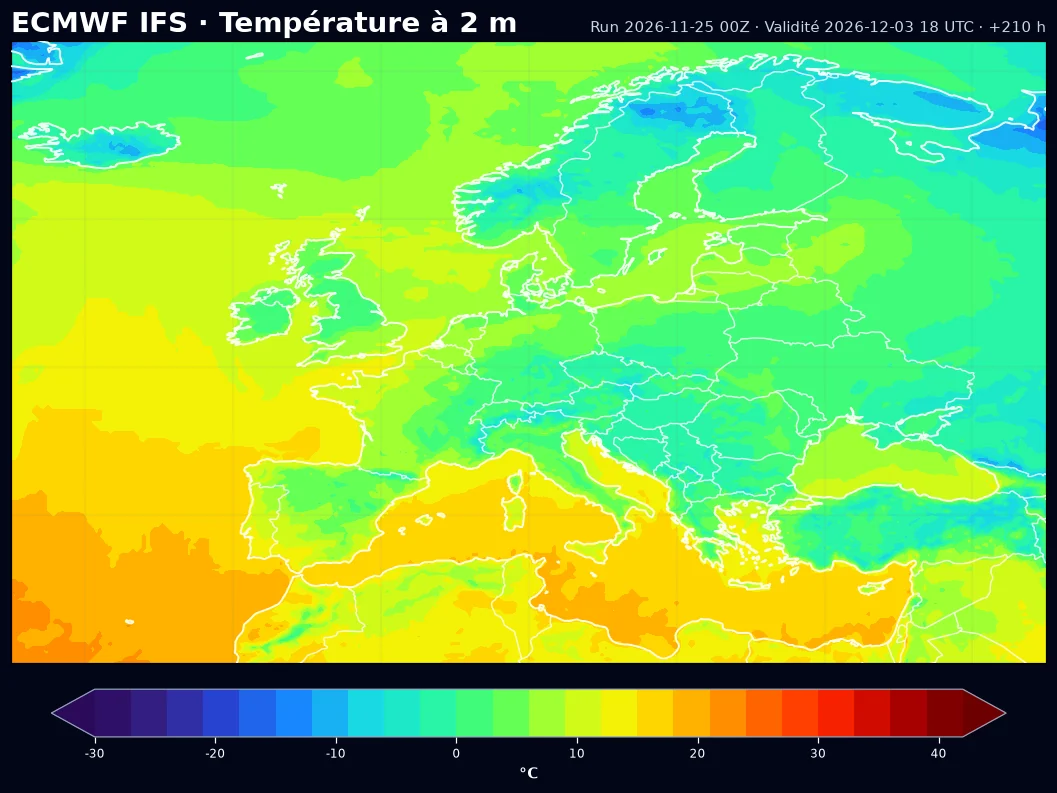 ECMWF IFS · Température à 2 m
Run 2026-11-25 00Z · Validité 2026-12-03 18 UTC · +210 h
-30 -20 -10 0 10 20 30 40
°C